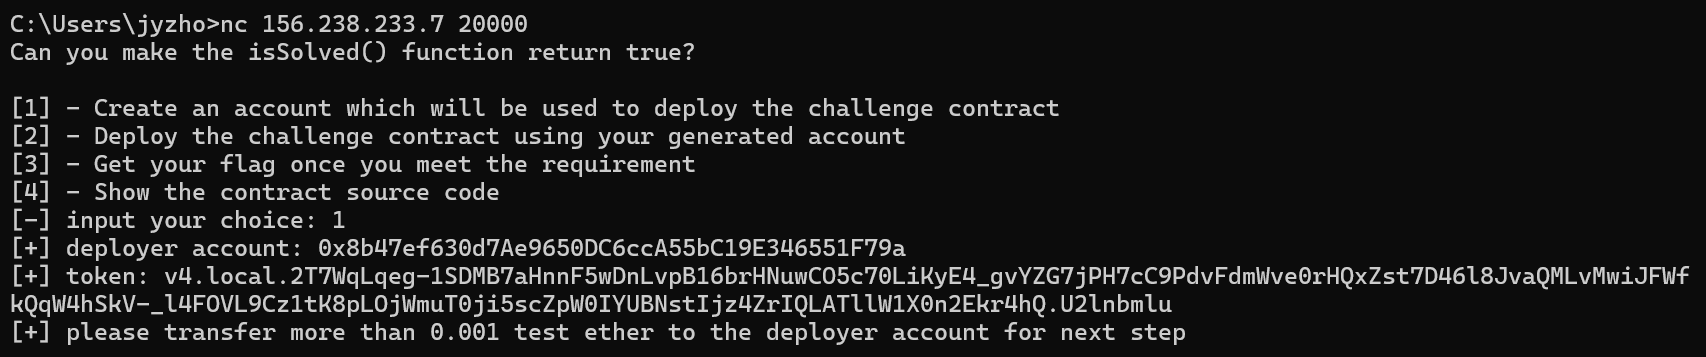 C:\Users\jyzho>nc 156.238.233.7 20000
Can you make the isSolved() function return true?
[1] - Create an account which will be used to deploy the challenge contract
[2] - Deploy the challenge contract using your generated account
[3] - Get your flag once you meet the requirement
[4] - Show the contract source code
[-] input your choice: 1
[+] deployer account: 0x8b47ef630d7Ae9650DC6ccA55bC19E346551F79a
[+] token: v4.local.2T7WqLqeg-1SDMB7aHnnF5wDnLvpB16brHNuwCO5c70LiKyE4_gvYZG7jPH7cC9PdvFdmWve0rHQxZst7D46l8JvaQMLvMwiJFWf
kQqW4hSkV-_l4FOVL9Cz1tK8pLOjWmuT0ji5scZpW0IYUBNstIjz4ZrIQLATllW1X0n2Ekr4hQ.U2lnbmlu
[+] please transfer more than 0.001 test ether to the deployer account for next step